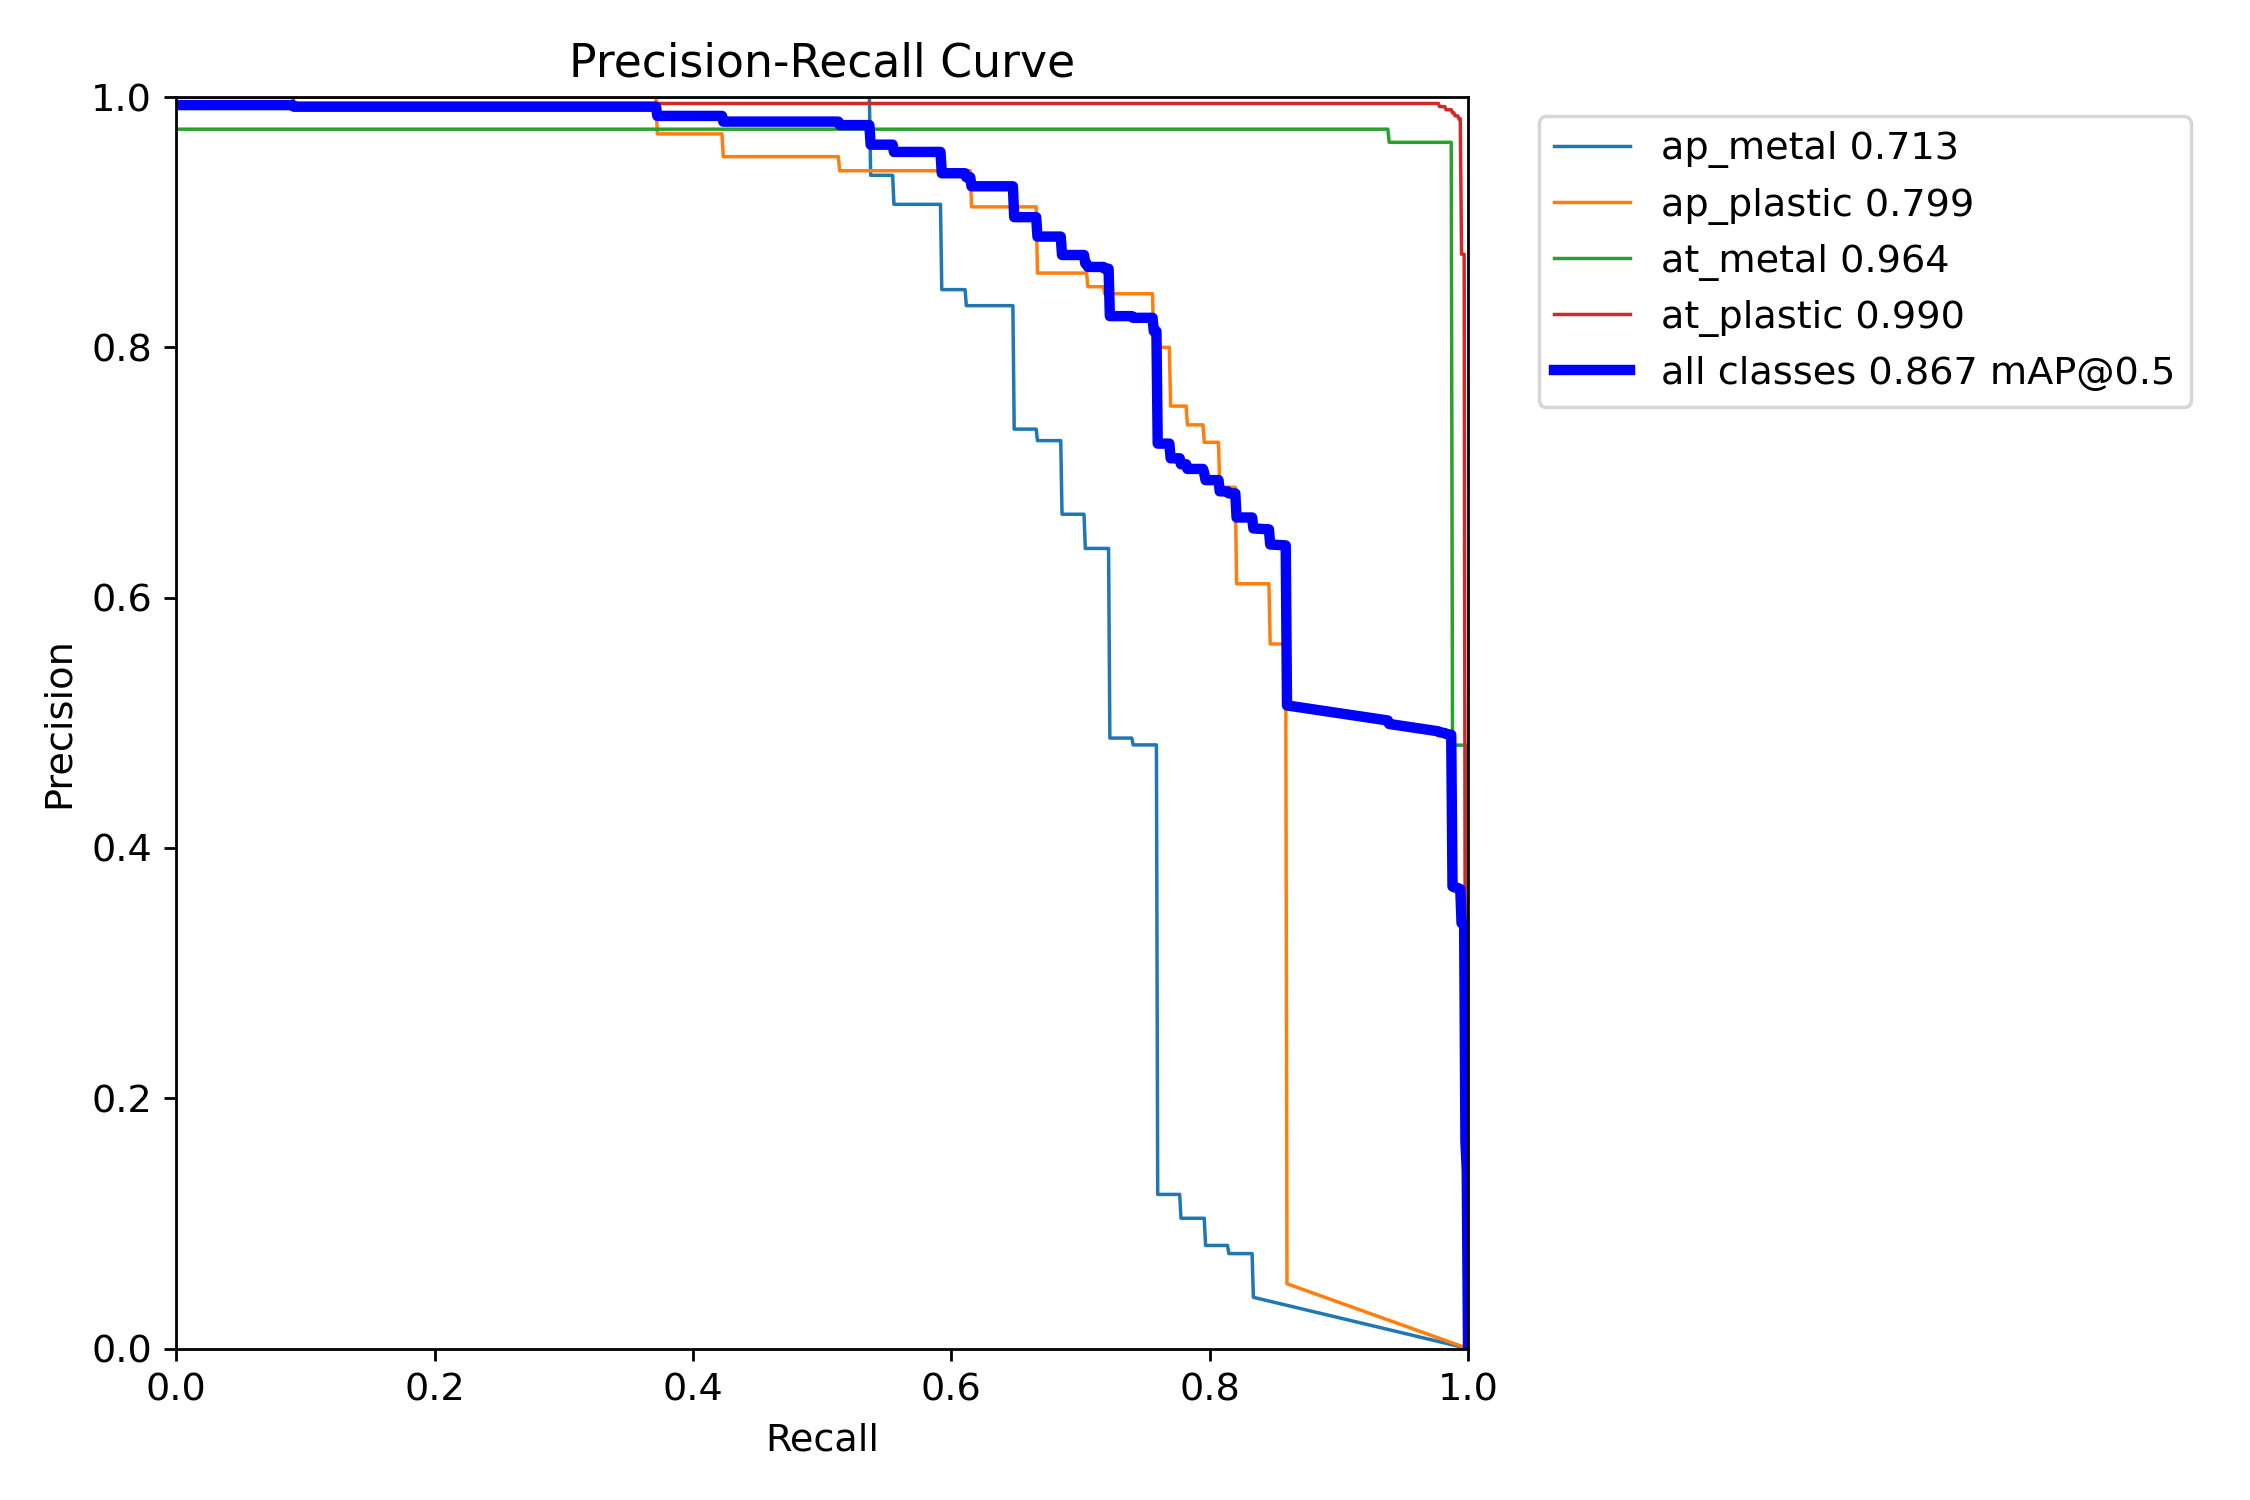 Precision-Recall Curve
1.0
0.8
0.6
0.4
0.2
0.0
Precision
0.0 0.2 0.4 0.6 0.8 1.0
Recall
ap_metal 0.713
ap_plastic 0.799
at_metal 0.964
at_plastic 0.990
all classes 0.867 mAP@0.5